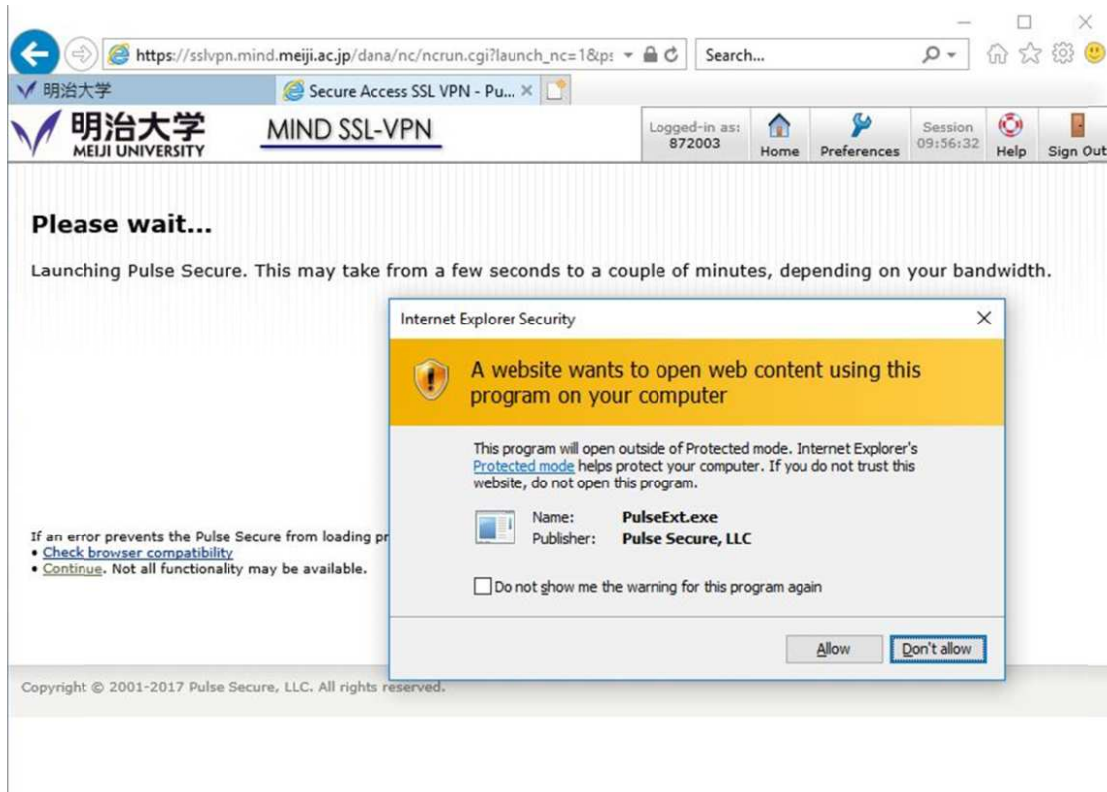 https://sslvpn.mind.meiji.ac.jp/dana/nc/ncrun.cgi?launch_nc=1&ps
Search...
明治大学
Secure Access SSL VPN - Pu...
明治大学
MEIJI UNIVERSITY
MIND SSL-VPN
Logged-in as:
872003
Home
Preferences
Session
09:56:32
Help
Sign Out
Please wait...
Launching Pulse Secure. This may take from a few seconds to a couple of minutes, depending on your bandwidth.
Internet Explorer Security
A website wants to open web content using this
program on your computer
This program will open outside of Protected mode. Internet Explorer's
Protected mode helps protect your computer. If you do not trust this
website, do not open this program.
Name: PulseExt.exe
Publisher: Pulse Secure, LLC
Do not show me the warning for this program again
Allow
Don't allow
If an error prevents the Pulse Secure from loading pr
• Check browser compatibility
• Continue. Not all functionality may be available.
Copyright © 2001-2017 Pulse Secure, LLC. All rights reserved.